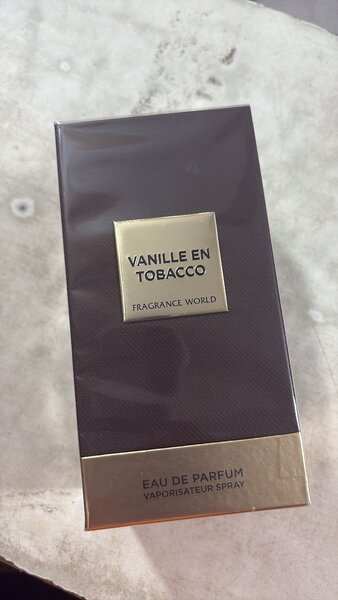 VANILLE EN
TOBACCO
FRAGRANCE WORLD
EAU DE PARFUM
VAPORISATEUR SPRAY